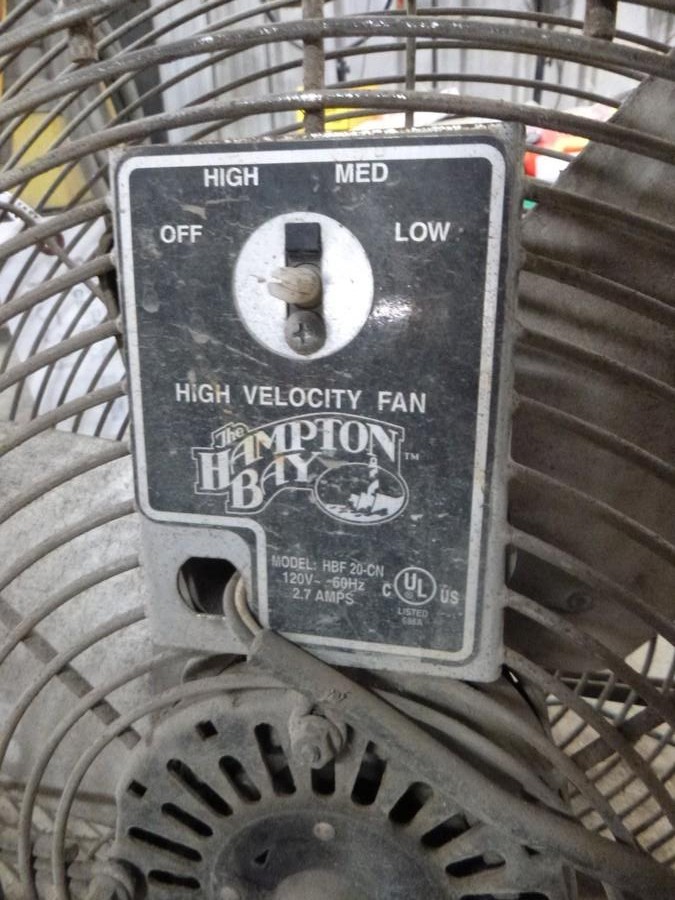 HIGH MED
OFF LOW
HIGH VELOCITY FAN
The
HAMPTON
BAY
TM
MODEL: HBF 20-CN
120V~ 60Hz
2.7 AMPS
C UL US
LISTED